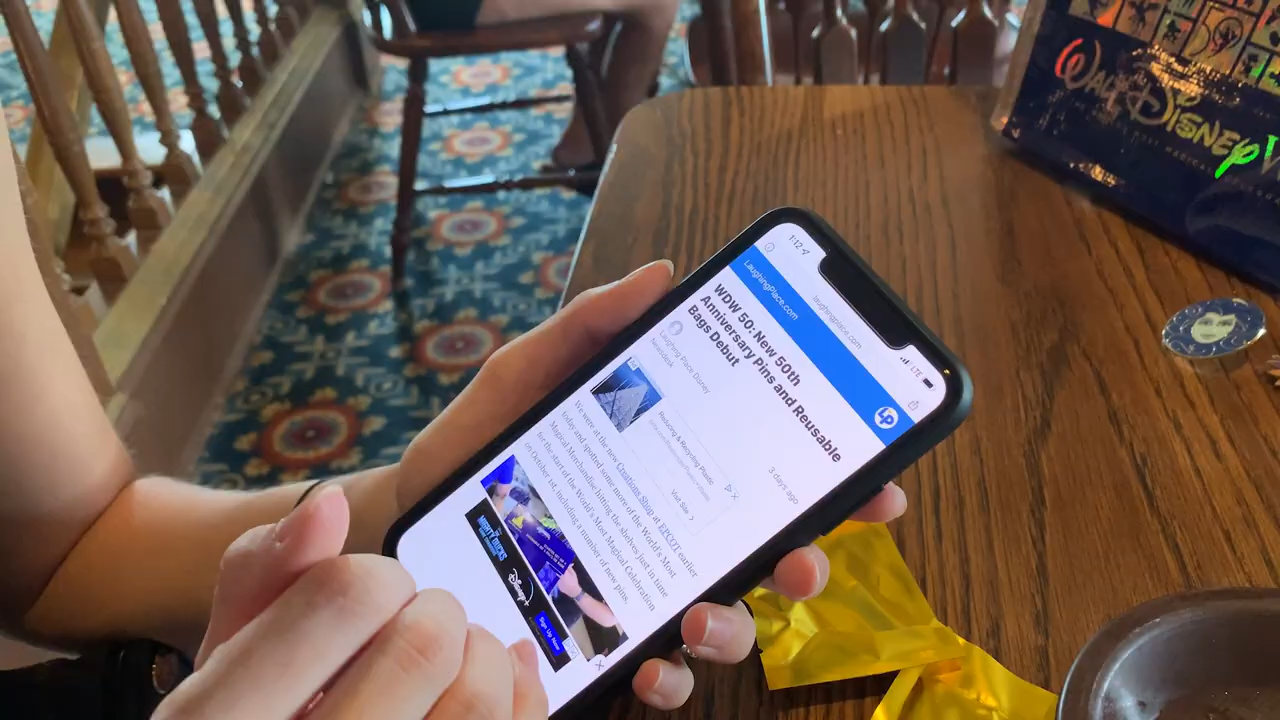 1:12
laughingplace.com
LaughingPlace.com
LP
LTE
WDW 50: New 50th
Anniversary Pins and Reusable
Bags Debut
Laughing Place Disney
Newsdesk
3 days ago
Ad
Reducing & Recycling Plastic
Visit Site >
We were at the new Creations Shop at EPCOT earlier
today and spotted some more of the World's Most
Magical Merchandise hitting the shelves just in time
for the start of the World's Most Magical Celebration
on October 1st, including a number of new pins,
MIGHTY DUCKS
Disney+
Sign Up Now
WALT DISNEY W